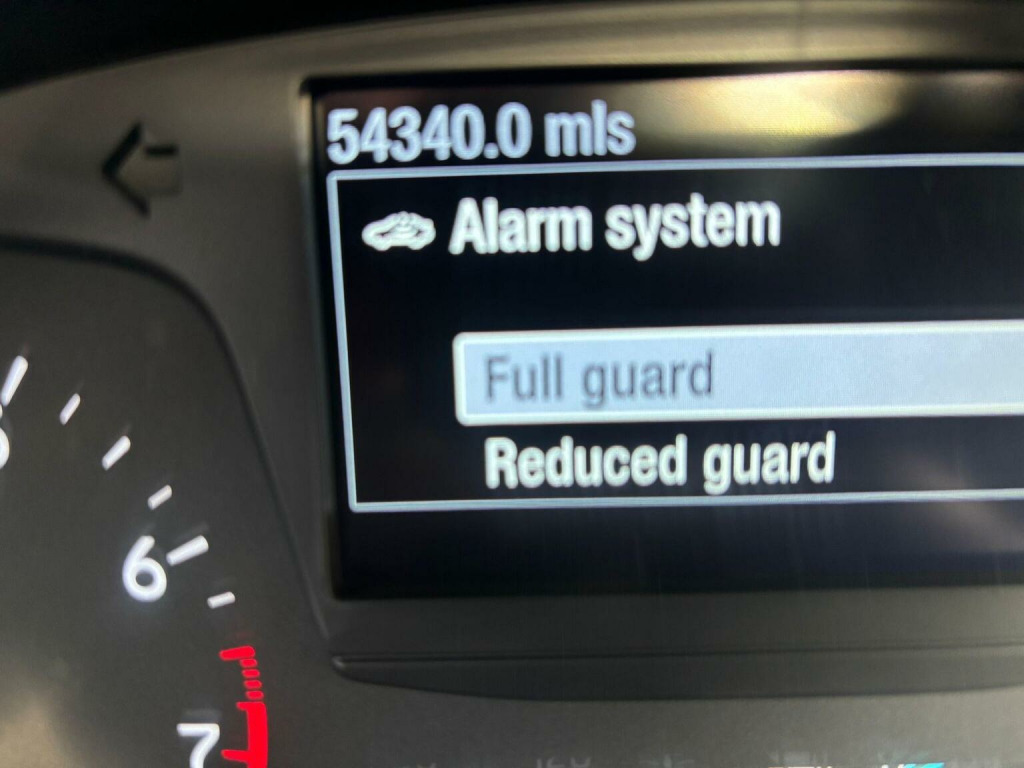 54340.0 mls
Alarm system
Full guard
Reduced guard
6
7